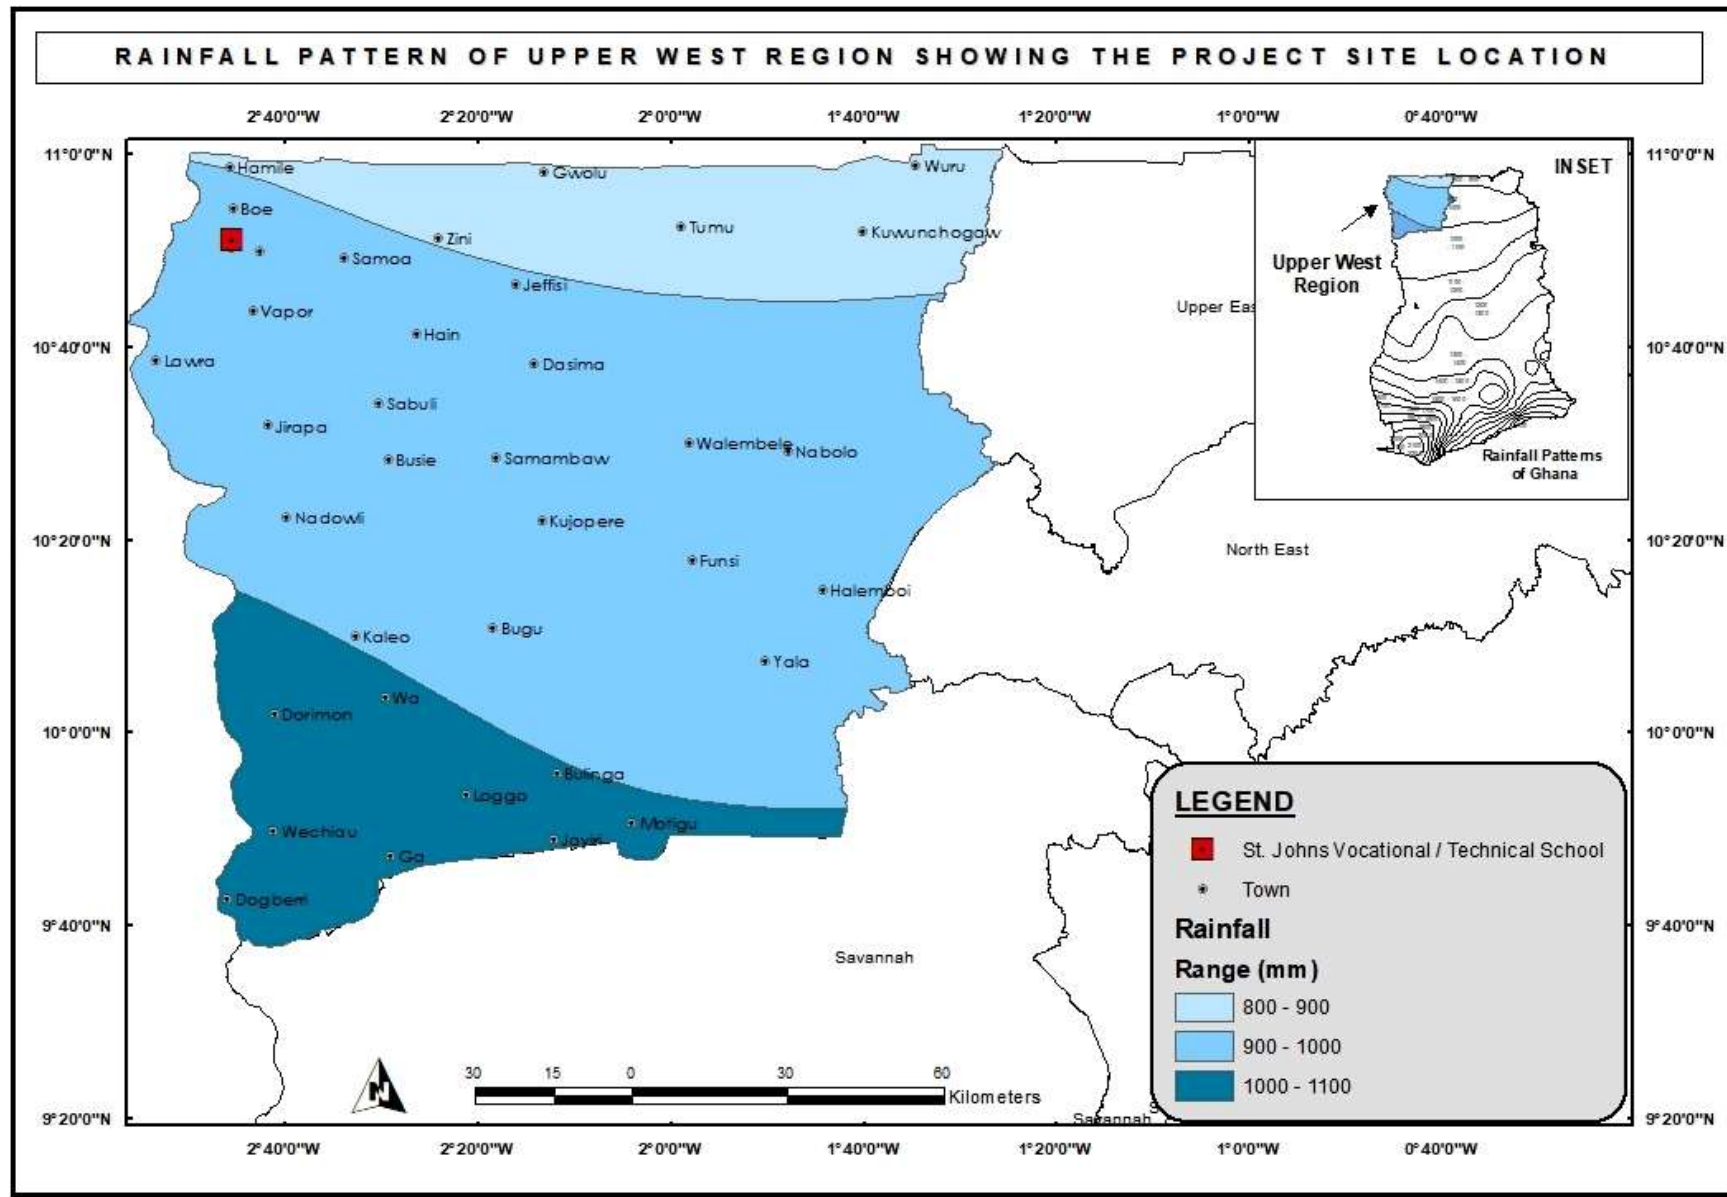 RAINFALL PATTERN OF UPPER WEST REGION SHOWING THE PROJECT SITE LOCATION
2°40'0"W 2°20'0"W 2°0'0"W 1°40'0"W 1°20'0"W 1°0'0"W 0°40'0"W
11°0'0"N 11°0'0"N
Hamile
Gwolu
Wuru
INSET
Boe
Tumu
Kuwunchogaw
Zini
Samoa
Jeffisi
Upper West
Region
Vapor
Upper Eas
Hain
10°40'0"N 10°40'0"N
Lawra
Dasima
Sabuli
Jirapa
Walembele
Nabolo
Busie
Samambaw
Rainfall Patterns
of Ghana
Nadowli
Kujopere
10°20'0"N 10°20'0"N
North East
Funsi
Halemboi
Kaleo
Bugu
Yala
Wa
Dorimon
10°0'0"N 10°0'0"N
Bulinga
Loggo
Wechiau
Motigu
Jayiri
Ga
Dogberri
9°40'0"N 9°40'0"N
Savannah
LEGEND
St. Johns Vocational / Technical School
Town
Rainfall
Range (mm)
800 - 900
900 - 1000
1000 - 1100
N
30 15 0 30 60
Kilometers
Savannah
9°20'0"N 9°20'0"N
2°40'0"W 2°20'0"W 2°0'0"W 1°40'0"W 1°20'0"W 1°0'0"W 0°40'0"W